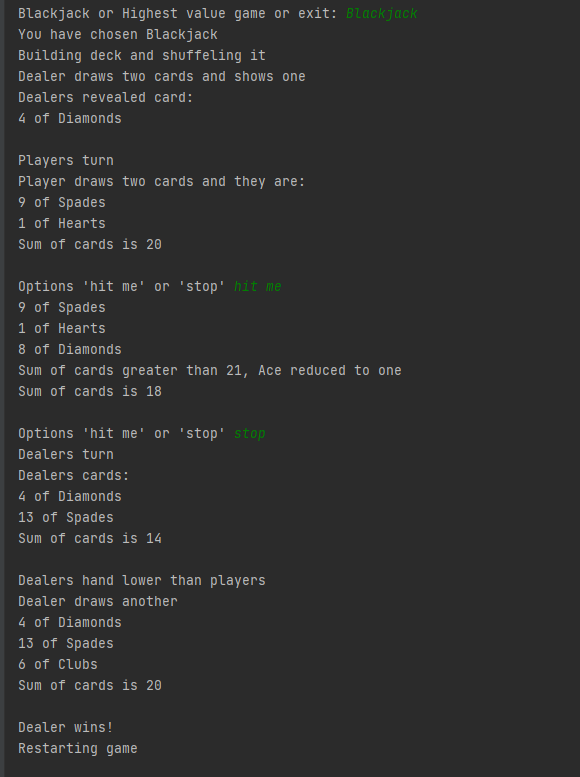 Blackjack or Highest value game or exit: Blackjack
You have chosen Blackjack
Building deck and shuffeling it
Dealer draws two cards and shows one
Dealers revealed card:
4 of Diamonds
Players turn
Player draws two cards and they are:
9 of Spades
1 of Hearts
Sum of cards is 20
Options 'hit me' or 'stop' hit me
9 of Spades
1 of Hearts
8 of Diamonds
Sum of cards greater than 21, Ace reduced to one
Sum of cards is 18
Options 'hit me' or 'stop' stop
Dealers turn
Dealers cards:
4 of Diamonds
13 of Spades
Sum of cards is 14
Dealers hand lower than players
Dealer draws another
4 of Diamonds
13 of Spades
6 of Clubs
Sum of cards is 20
Dealer wins!
Restarting game